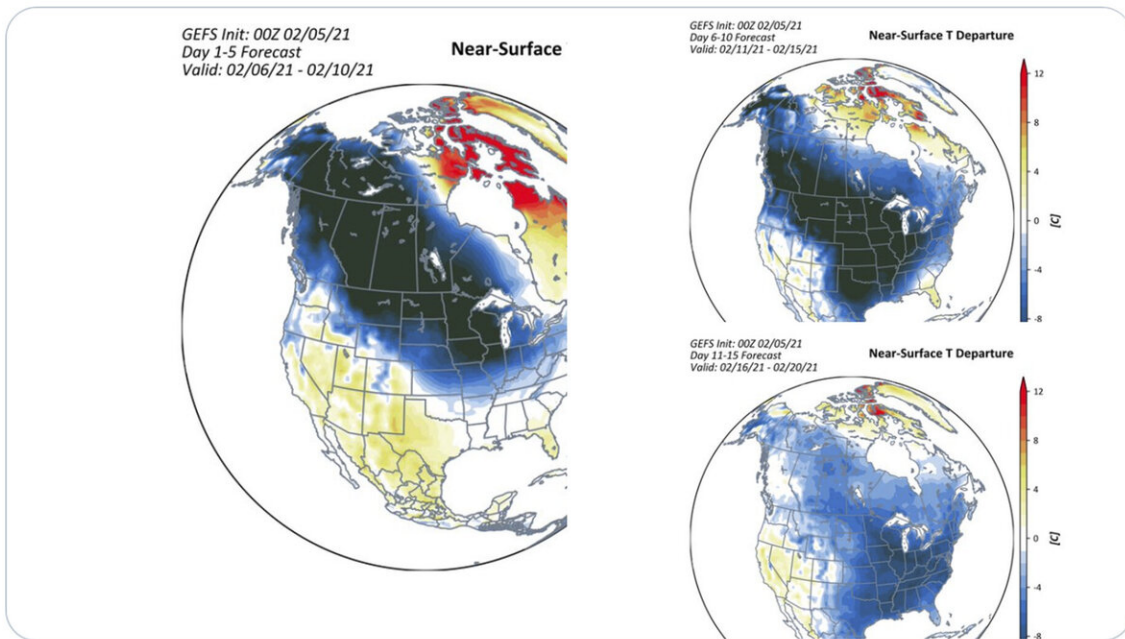 GEFS Init: 00Z 02/05/21
Day 1-5 Forecast
Valid: 02/06/21 - 02/10/21
Near-Surface
GEFS Init: 00Z 02/05/21
Day 6-10 Forecast
Valid: 02/11/21 - 02/15/21
Near-Surface T Departure
12
8
4
0
-4
-8
[C]
GEFS Init: 00Z 02/05/21
Day 11-15 Forecast
Valid: 02/16/21 - 02/20/21
Near-Surface T Departure
12
8
4
0
-4
-8
[C]